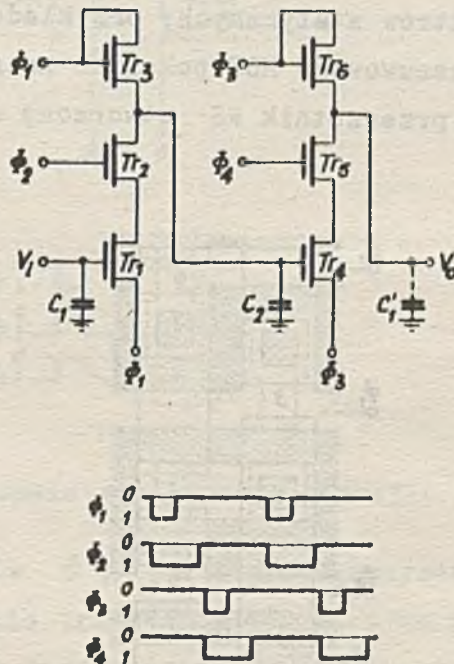 Φ₁ Tr₃ Φ₃ Tr₆
Φ₂ Tr₂ Φ₄ Tr₅
V₁ Tr₁ Tr₄ V₀
C₁ C₂ C₁'
Φ₁ Φ₃
Φ₁ 0 1
Φ₂ 0 1
Φ₃ 0 1
Φ₄ 0 1